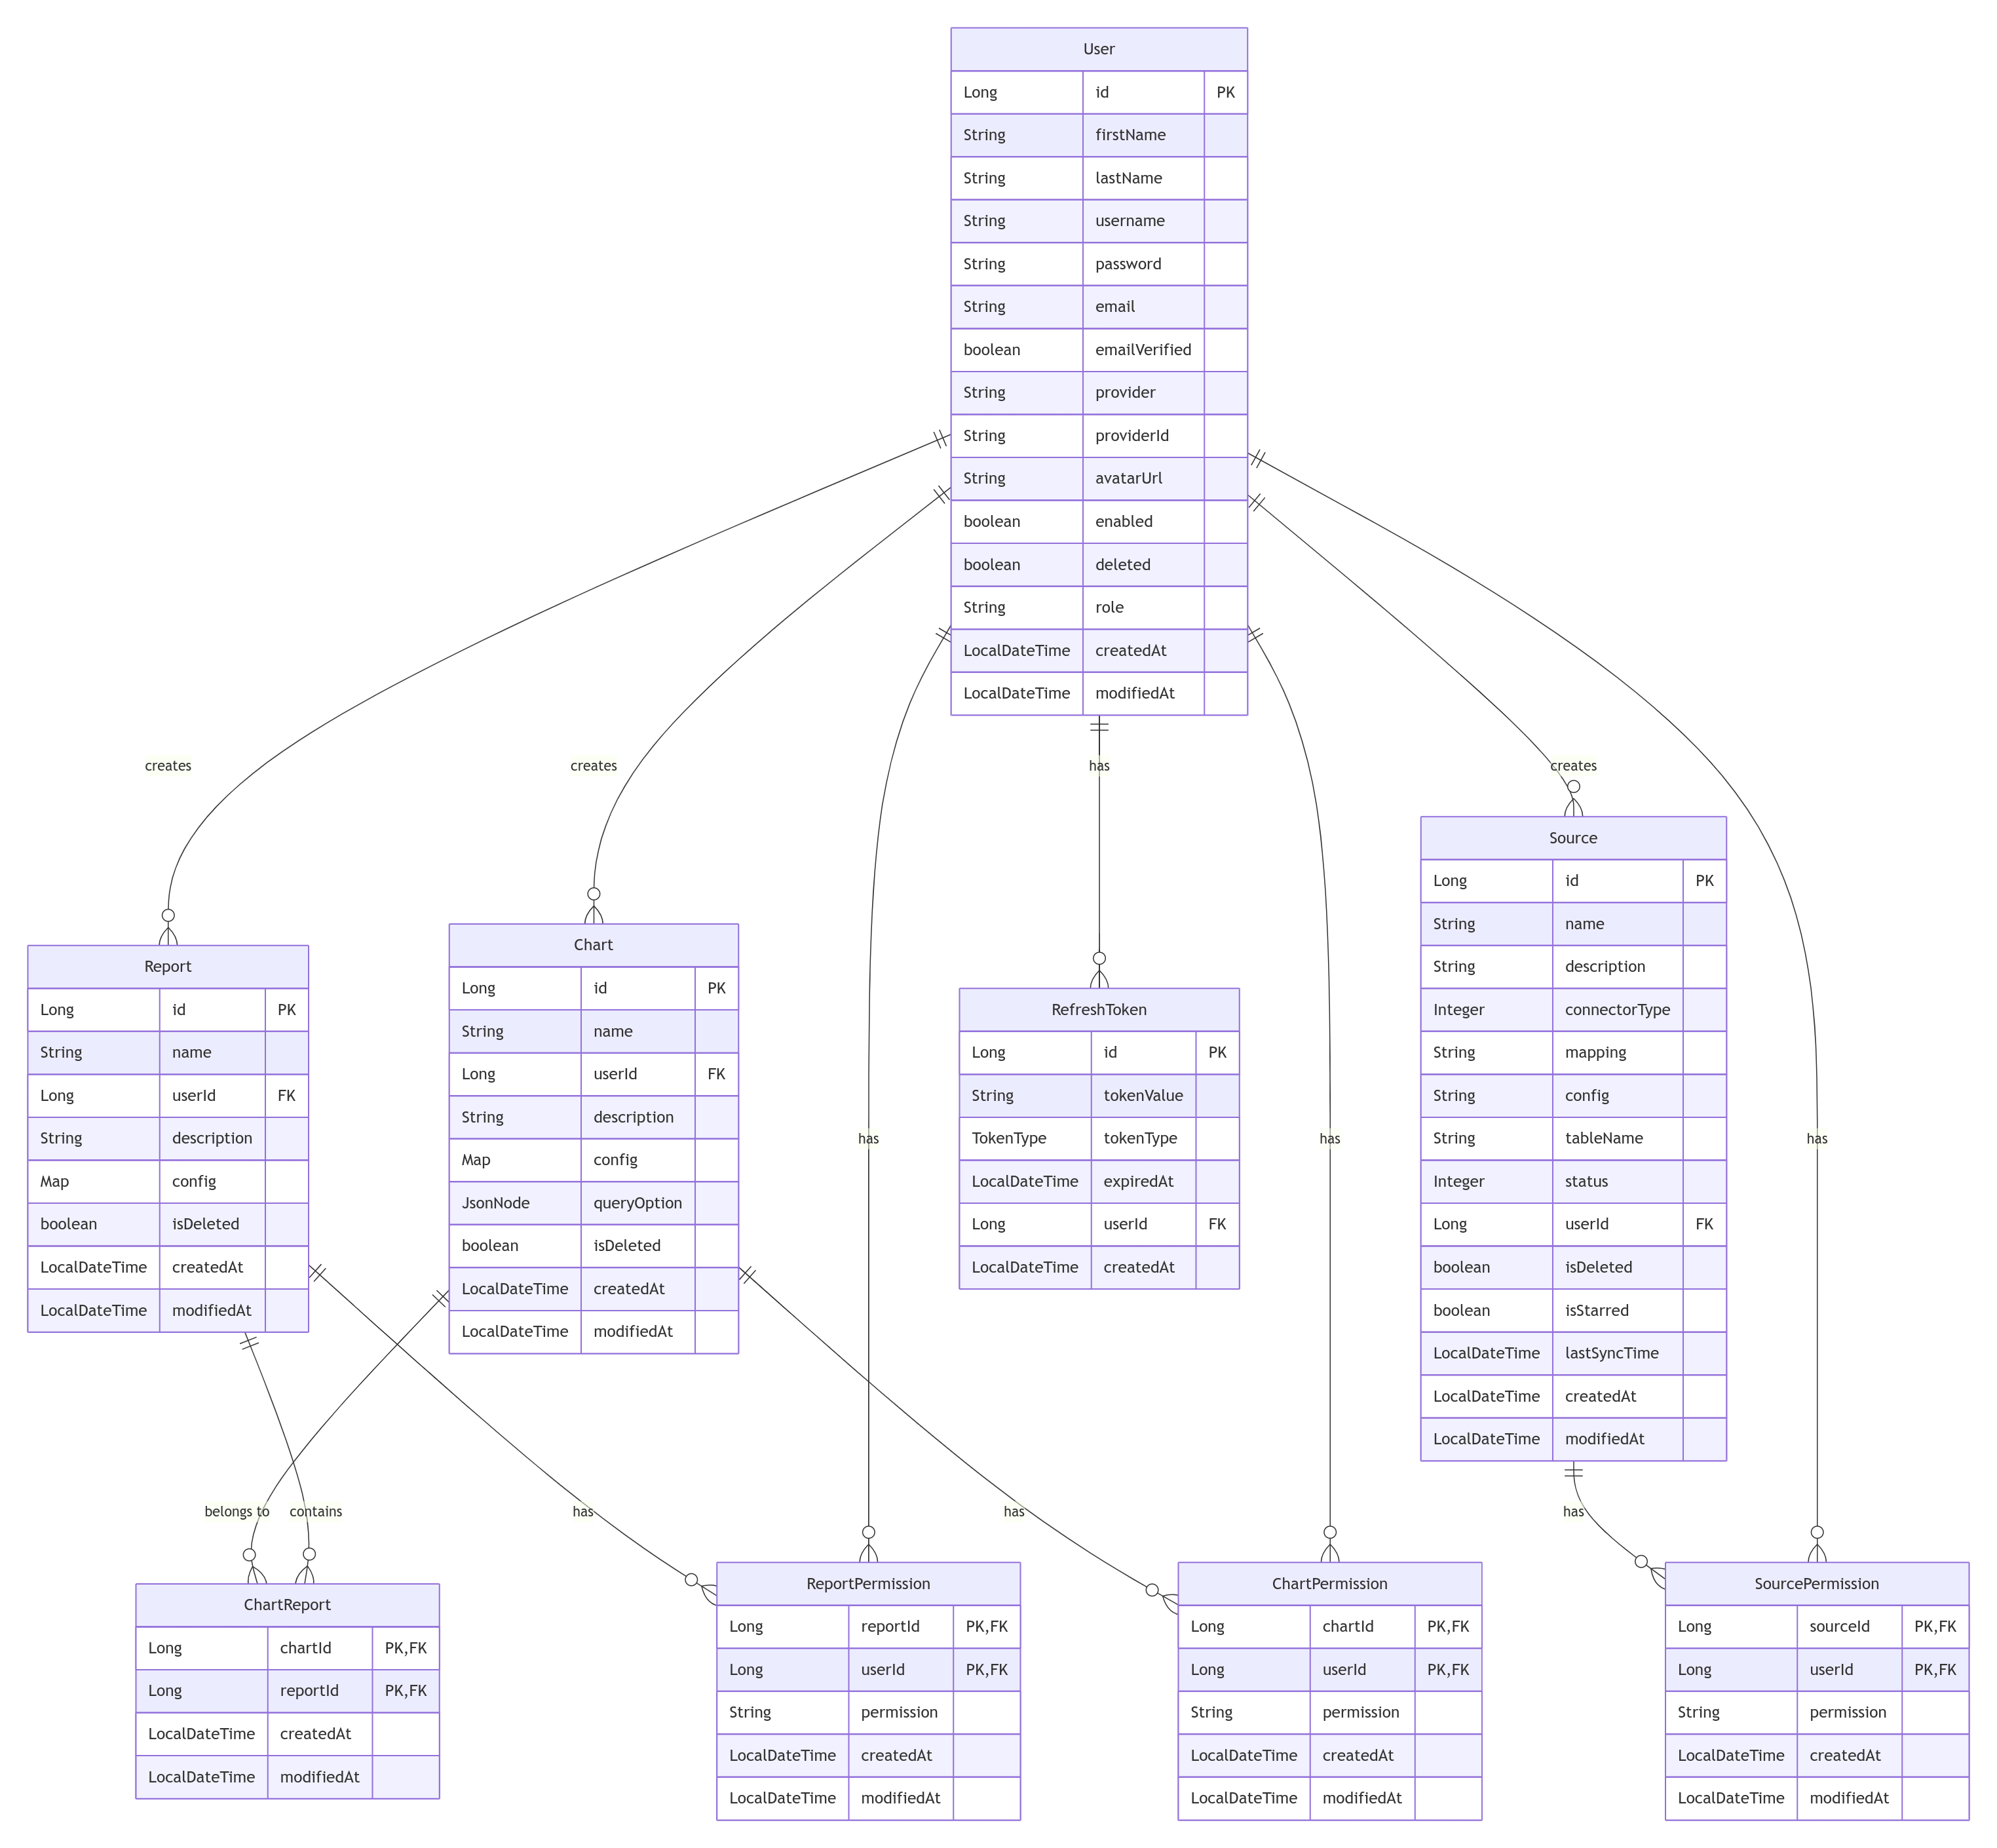 User
Long id PK
String firstName
String lastName
String username
String password
String email
boolean emailVerified
String provider
String providerId
String avatarUrl
boolean enabled
boolean deleted
String role
LocalDateTime createdAt
LocalDateTime modifiedAt
creates
creates
has
creates
Source
Long id PK
String name
String description
Integer connectorType
String mapping
String config
String tableName
Integer status
Long userId FK
boolean isDeleted
boolean isStarred
LocalDateTime lastSyncTime
LocalDateTime createdAt
LocalDateTime modifiedAt
Report
Long id PK
String name
Long userId FK
String description
Map config
boolean isDeleted
LocalDateTime createdAt
LocalDateTime modifiedAt
Chart
Long id PK
String name
Long userId FK
String description
Map config
JsonNode queryOption
boolean isDeleted
LocalDateTime createdAt
LocalDateTime modifiedAt
RefreshToken
Long id PK
String tokenValue
TokenType tokenType
LocalDateTime expiredAt
Long userId FK
LocalDateTime createdAt
has
has
has
belongs to
contains
has
has
has
ChartReport
Long chartId PK,FK
Long reportId PK,FK
LocalDateTime createdAt
LocalDateTime modifiedAt
ReportPermission
Long reportId PK,FK
Long userId PK,FK
String permission
LocalDateTime createdAt
LocalDateTime modifiedAt
ChartPermission
Long chartId PK,FK
Long userId PK,FK
String permission
LocalDateTime createdAt
LocalDateTime modifiedAt
SourcePermission
Long sourceId PK,FK
Long userId PK,FK
String permission
LocalDateTime createdAt
LocalDateTime modifiedAt